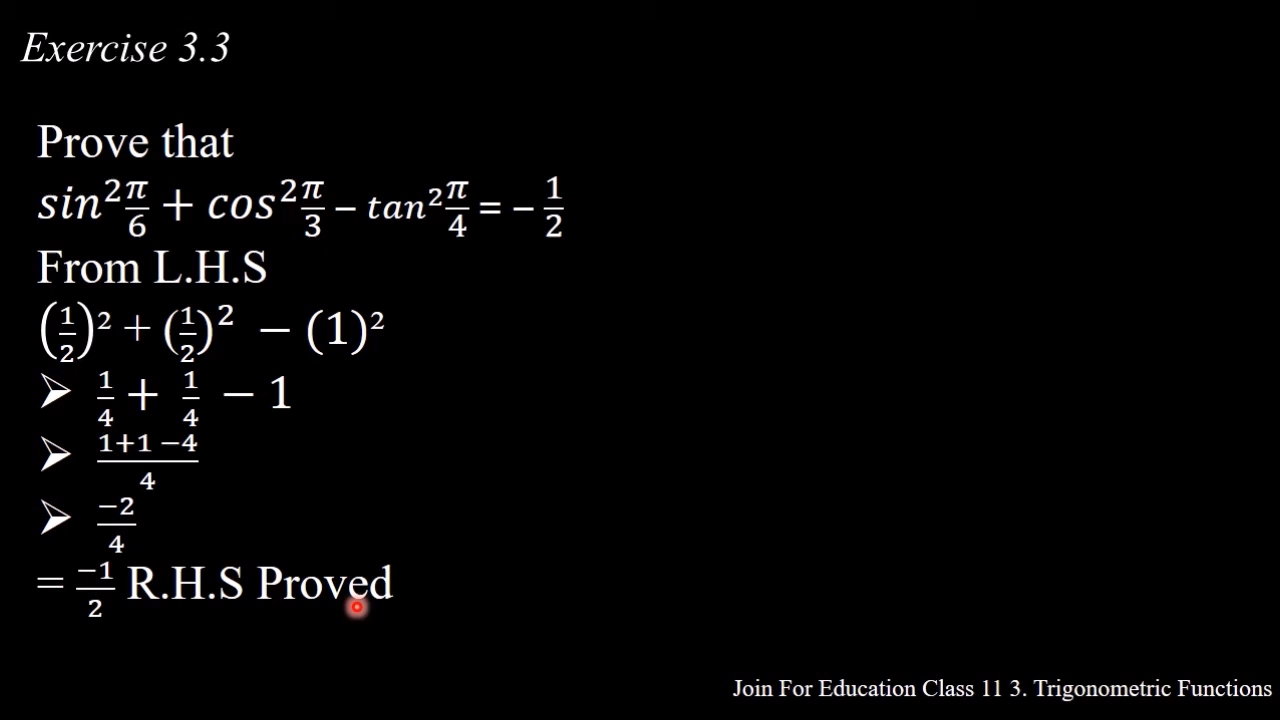 Exercise 3.3
Prove that
sin²π/6 + cos²π/3 – tan²π/4 = – 1/2
From L.H.S
(1/2)² + (1/2)² − (1)²
➢ 1/4 + 1/4 − 1
➢ (1+1 −4)/4
➢ −2/4
= −1/2 R.H.S Proved
Join For Education Class 11 3. Trigonometric Functions